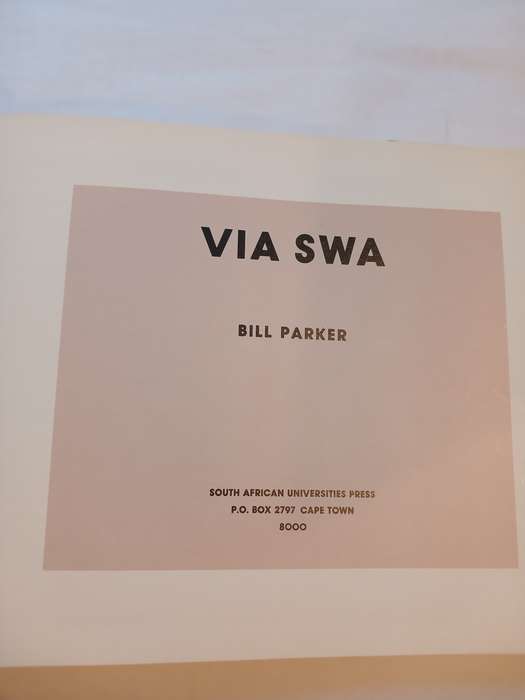 VIA SWA
BILL PARKER
SOUTH AFRICAN UNIVERSITIES PRESS
P.O. BOX 2797 CAPE TOWN
8000